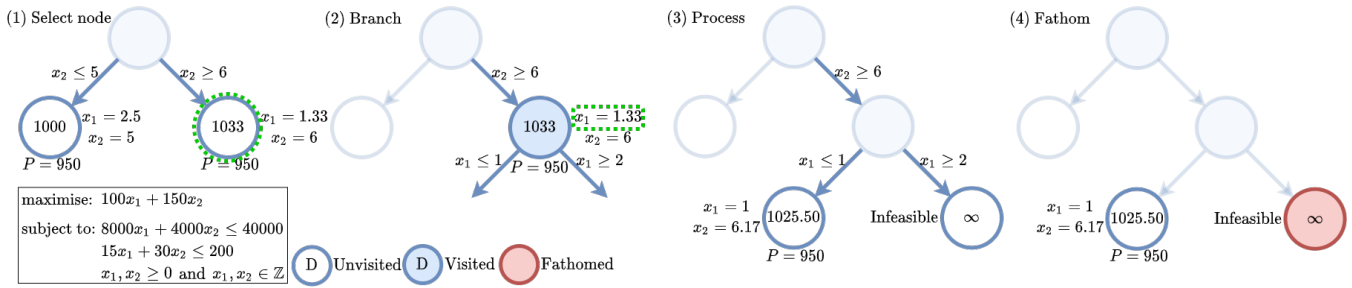 (1) Select node
x₂ ≤ 5
x₂ ≥ 6
1000
x₁ = 2.5
x₂ = 5
P = 950
1033
x₁ = 1.33
x₂ = 6
P = 950
maximise: 100x₁ + 150x₂
subject to: 8000x₁ + 4000x₂ ≤ 40000
15x₁ + 30x₂ ≤ 200
x₁, x₂ ≥ 0 and x₁, x₂ ∈ ℤ
(2) Branch
x₂ ≥ 6
1033
x₁ = 1.33
x₂ = 6
P = 950
x₁ ≤ 1
x₁ ≥ 2
D Unvisited
D Visited
Fathomed
(3) Process
x₂ ≥ 6
x₁ ≤ 1
x₁ ≥ 2
x₁ = 1
x₂ = 6.17
1025.50
P = 950
Infeasible
∞
(4) Fathom
x₁ = 1
x₂ = 6.17
1025.50
P = 950
Infeasible
∞